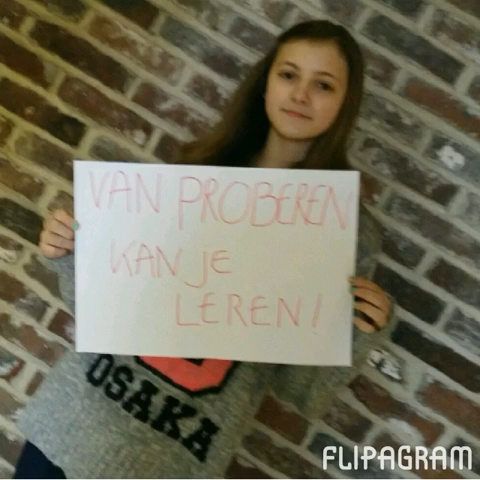 VAN PROBEREN
KAN JE
LEREN!
OSAKA
FLIPAGRAM